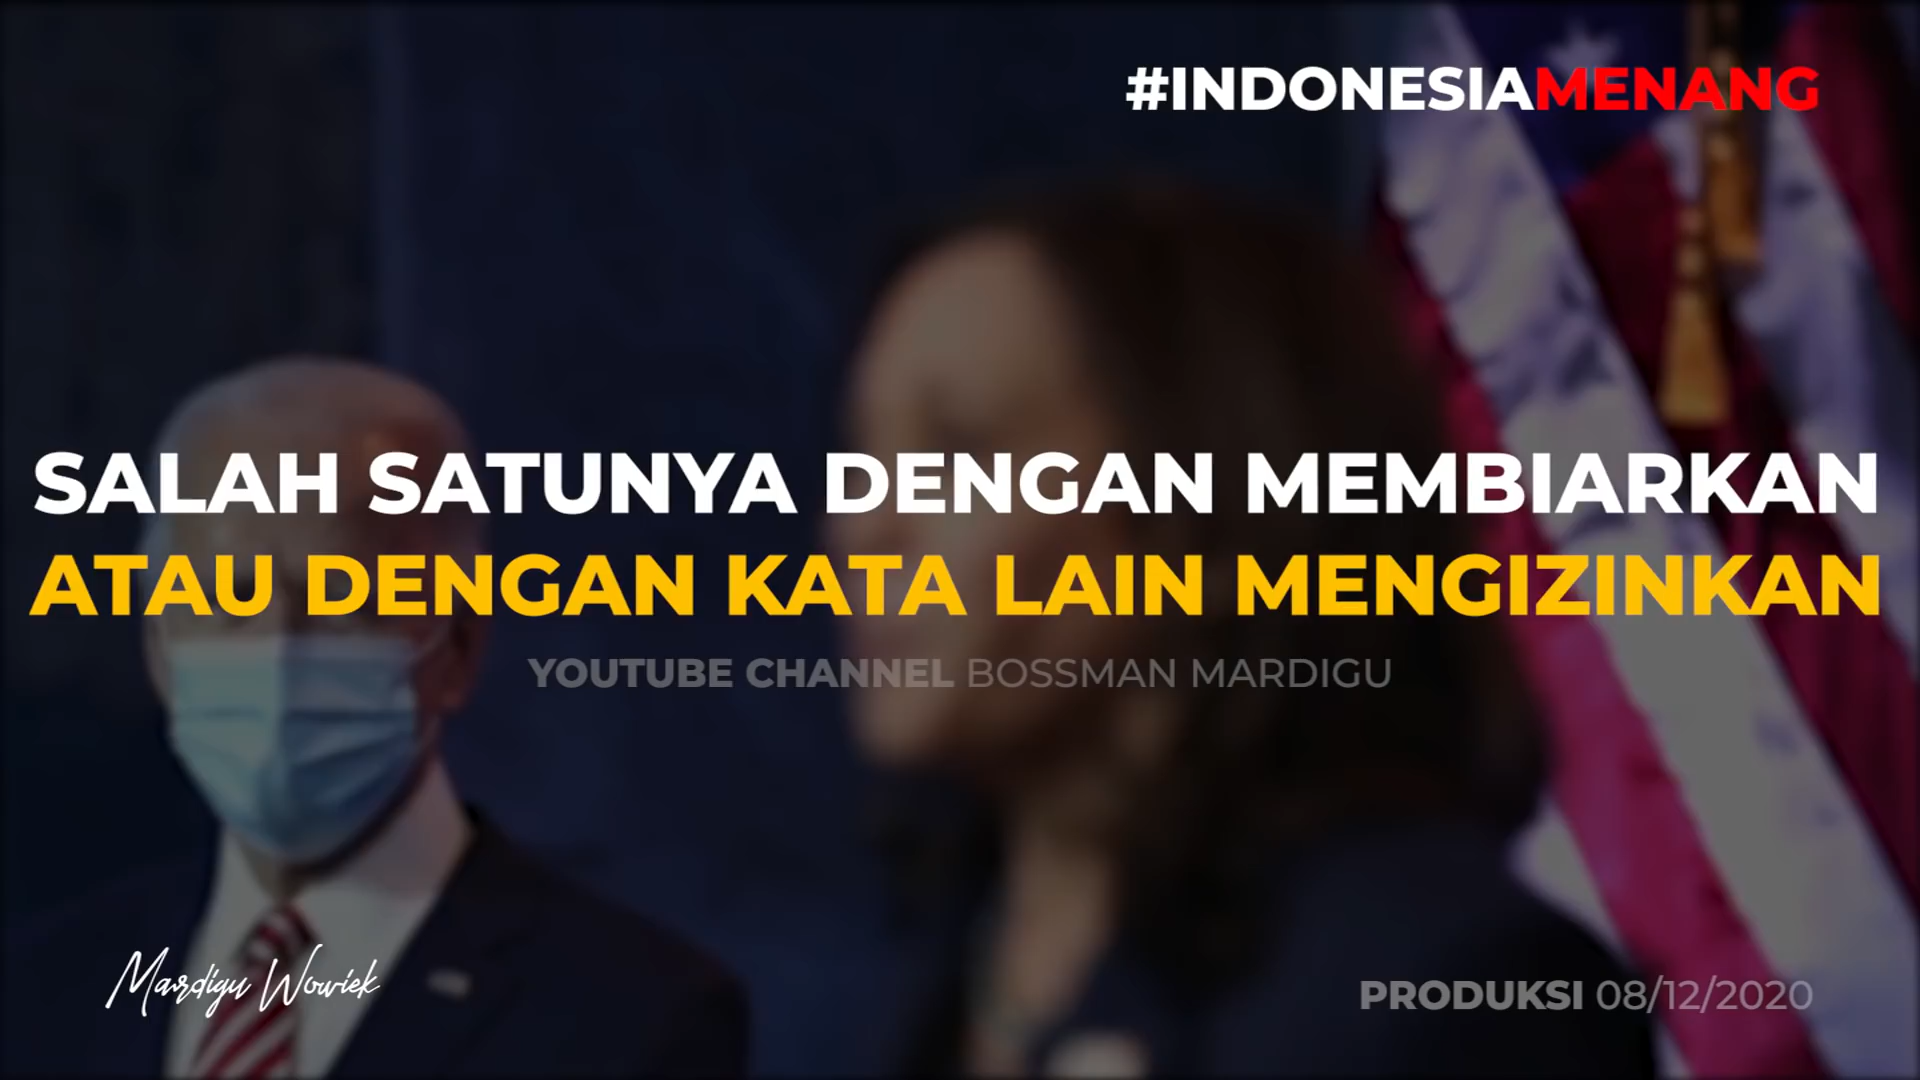 #INDONESIAMENANG
SALAH SATUNYA DENGAN MEMBIARKAN
ATAU DENGAN KATA LAIN MENGIZINKAN
YOUTUBE CHANNEL BOSSMAN MARDIGU
Mardigu Wowiek
PRODUKSI 08/12/2020